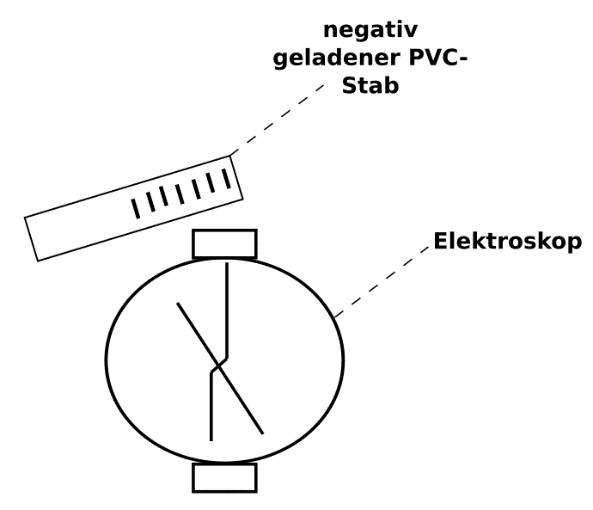 negativ
geladener PVC-
Stab
Elektroskop